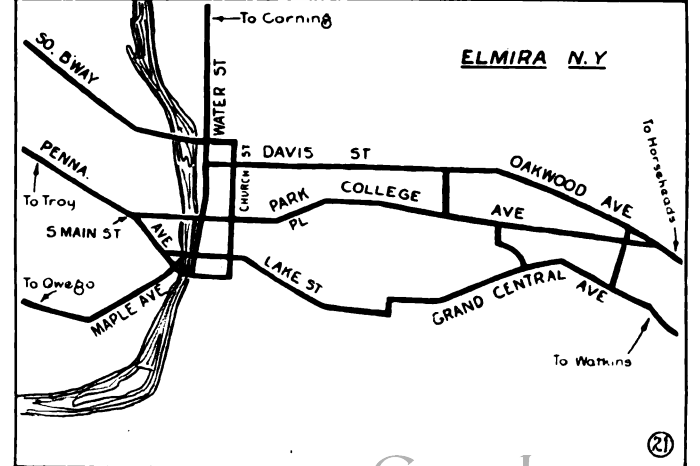 To Corning
ELMIRA N.Y
SO. B'WAY
WATER ST
CHURCH ST
DAVIS ST
OAKWOOD AVE
To Horseheads
PENNA. AVE
To Troy
S MAIN ST
PARK PL
COLLEGE AVE
LAKE ST
GRAND CENTRAL AVE
To Owego
MAPLE AVE
To Watkins
21